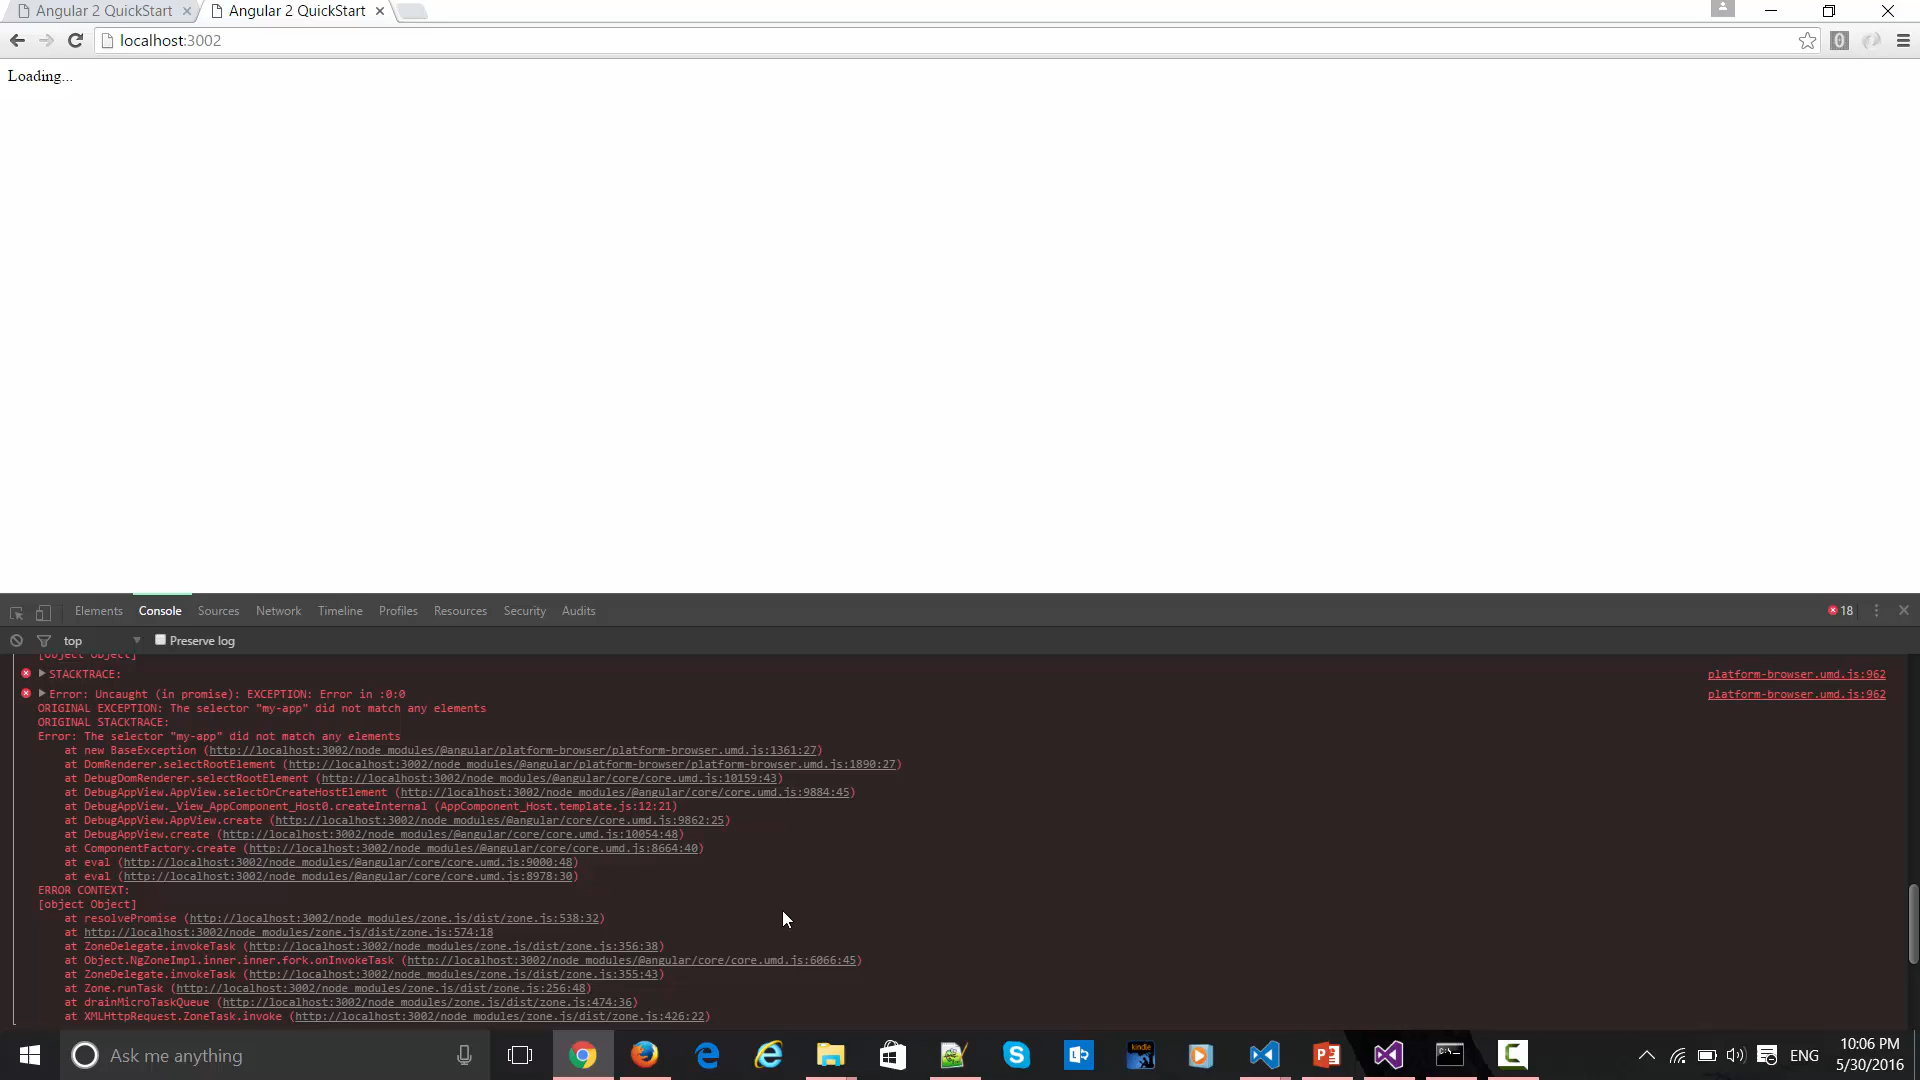 Angular 2 QuickStart
Angular 2 QuickStart
localhost:3002
Loading...
Elements Console Sources Network Timeline Profiles Resources Security Audits
18
top Preserve log
[object Object]
STACKTRACE: platform-browser.umd.js:962
Error: Uncaught (in promise): EXCEPTION: Error in :0:0 platform-browser.umd.js:962
ORIGINAL EXCEPTION: The selector "my-app" did not match any elements
ORIGINAL STACKTRACE:
Error: The selector "my-app" did not match any elements
at new BaseException (http://localhost:3002/node_modules/@angular/platform-browser/platform-browser.umd.js:1361:27)
at DomRenderer.selectRootElement (http://localhost:3002/node_modules/@angular/platform-browser/platform-browser.umd.js:1890:27)
at DebugDomRenderer.selectRootElement (http://localhost:3002/node_modules/@angular/core/core.umd.js:10159:43)
at DebugAppView.AppView.selectOrCreateHostElement (http://localhost:3002/node_modules/@angular/core/core.umd.js:9884:45)
at DebugAppView._View_AppComponent_Host0.createInternal (AppComponent_Host.template.js:12:21)
at DebugAppView.AppView.create (http://localhost:3002/node_modules/@angular/core/core.umd.js:9862:25)
at DebugAppView.create (http://localhost:3002/node_modules/@angular/core/core.umd.js:10054:48)
at ComponentFactory.create (http://localhost:3002/node_modules/@angular/core/core.umd.js:8664:40)
at eval (http://localhost:3002/node_modules/@angular/core/core.umd.js:9000:48)
at eval (http://localhost:3002/node_modules/@angular/core/core.umd.js:8978:30)
ERROR CONTEXT:
[object Object]
at resolvePromise (http://localhost:3002/node_modules/zone.js/dist/zone.js:538:32)
at http://localhost:3002/node_modules/zone.js/dist/zone.js:574:18
at ZoneDelegate.invokeTask (http://localhost:3002/node_modules/zone.js/dist/zone.js:356:38)
at Object.NgZoneImpl.inner.inner.fork.onInvokeTask (http://localhost:3002/node_modules/@angular/core/core.umd.js:6066:45)
at ZoneDelegate.invokeTask (http://localhost:3002/node_modules/zone.js/dist/zone.js:355:43)
at Zone.runTask (http://localhost:3002/node_modules/zone.js/dist/zone.js:256:48)
at drainMicroTaskQueue (http://localhost:3002/node_modules/zone.js/dist/zone.js:474:36)
at XMLHttpRequest.ZoneTask.invoke (http://localhost:3002/node_modules/zone.js/dist/zone.js:426:22)
Ask me anything
kindle
ENG
10:06 PM
5/30/2016